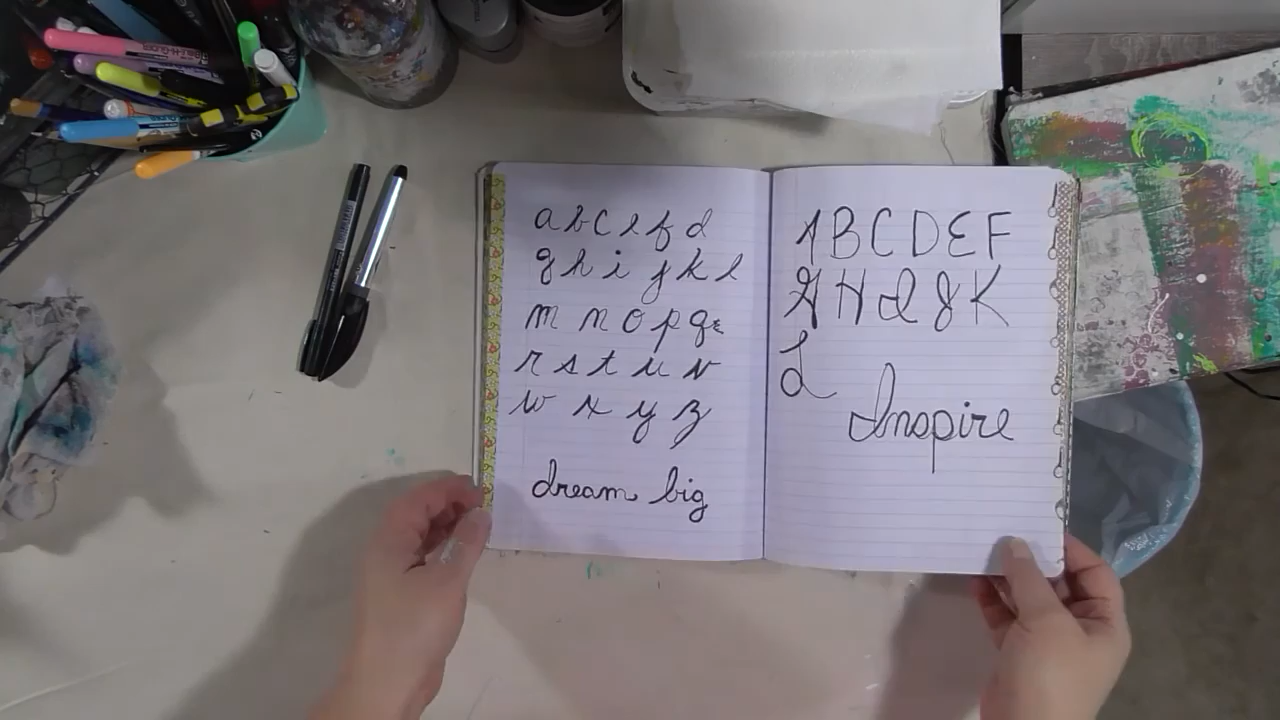 a b c e f d
g h i j k l
m n o p q
r s t u v
w x y z
dream big
A B C D E F
G H I J K
L
Inspire